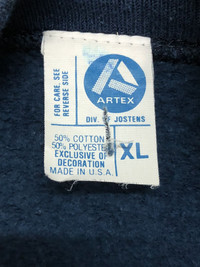 FOR CARE, SEE
REVERSE SIDE
ARTEX
DIV. OF JOSTENS
50% COTTON
50% POLYESTER
EXCLUSIVE OF
DECORATION
MADE IN U.S.A.
XL